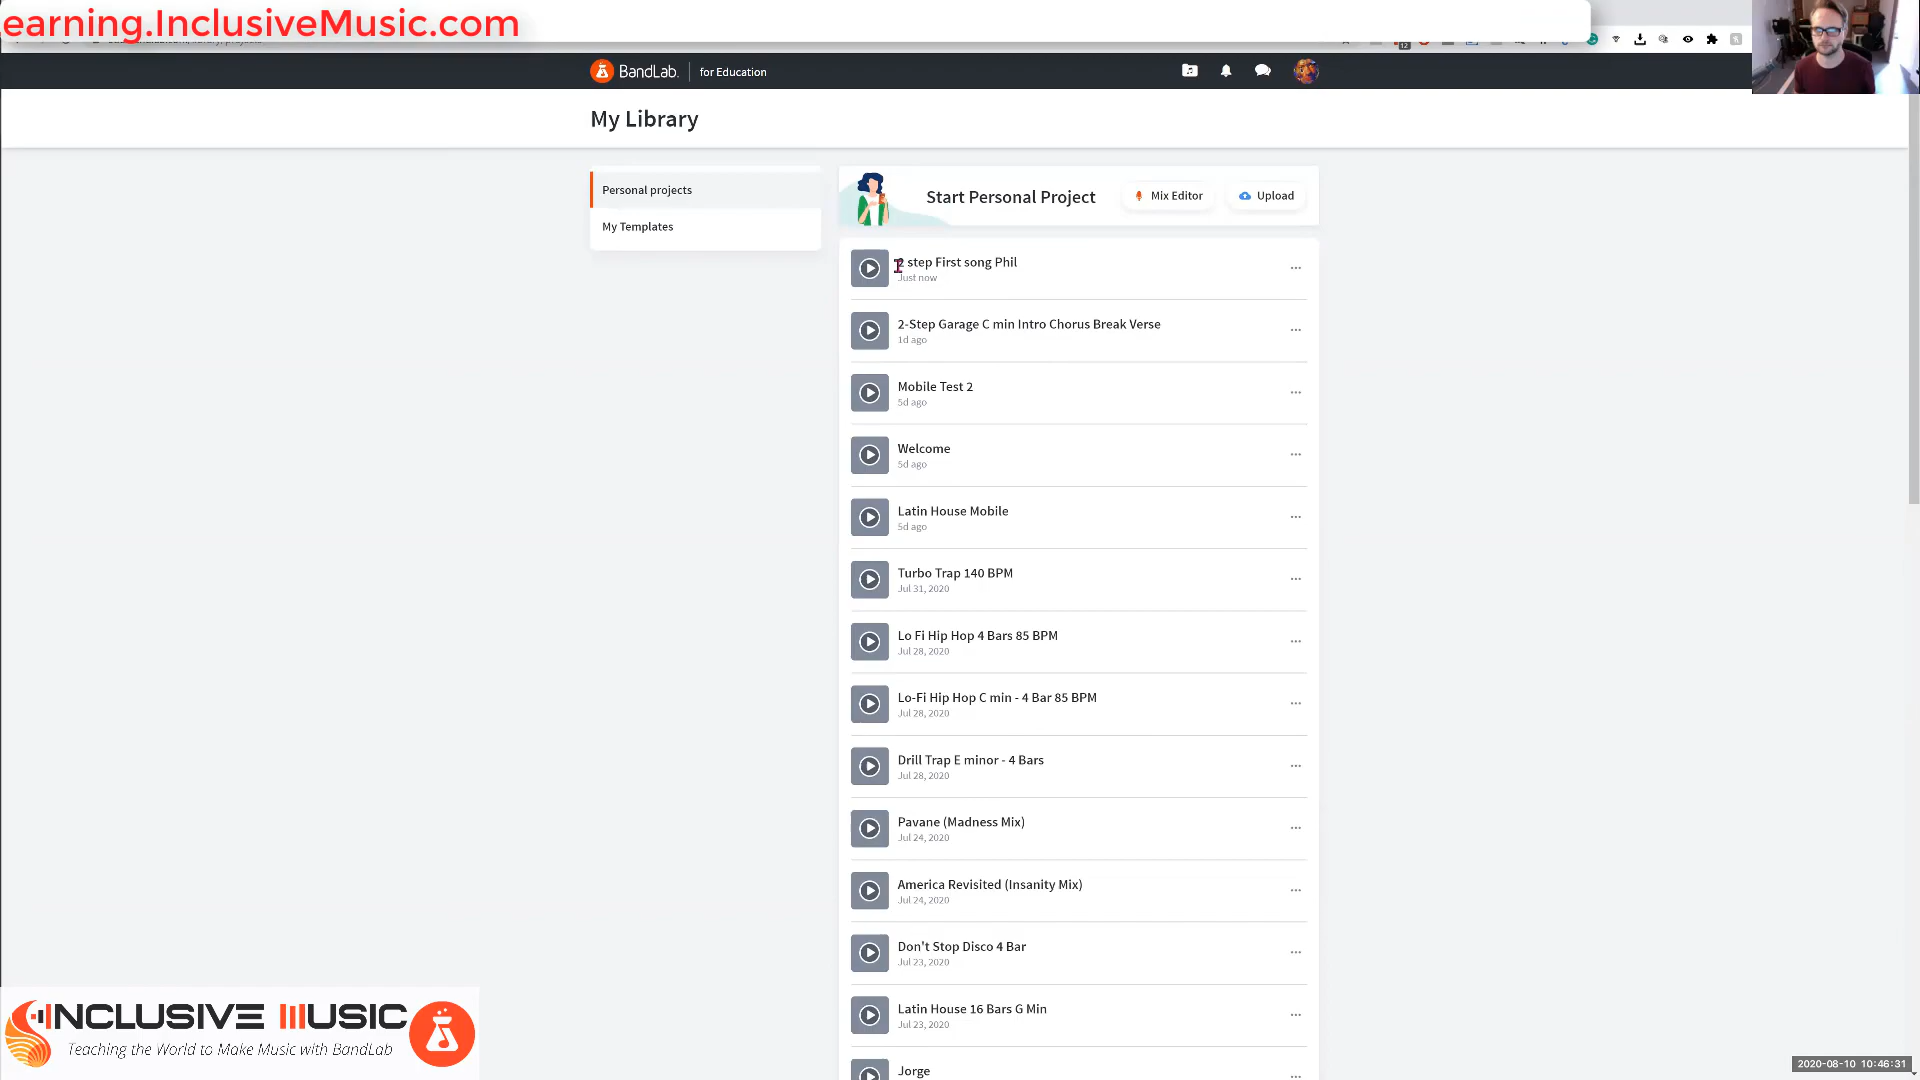 earning.InclusiveMusic.com
12
BandLab for Education
My Library
Personal projects
My Templates
Start Personal Project
Mix Editor
Upload
2 step First song Phil
Just now
2-Step Garage C min Intro Chorus Break Verse
1d ago
Mobile Test 2
5d ago
Welcome
5d ago
Latin House Mobile
5d ago
Turbo Trap 140 BPM
Jul 31, 2020
Lo Fi Hip Hop 4 Bars 85 BPM
Jul 28, 2020
Lo-Fi Hip Hop C min - 4 Bar 85 BPM
Jul 28, 2020
Drill Trap E minor - 4 Bars
Jul 28, 2020
Pavane (Madness Mix)
Jul 24, 2020
America Revisited (Insanity Mix)
Jul 24, 2020
Don't Stop Disco 4 Bar
Jul 23, 2020
Latin House 16 Bars G Min
Jul 23, 2020
Jorge
INCLUSIVE MUSIC
Teaching the World to Make Music with BandLab
2020-08-10 10:46:31